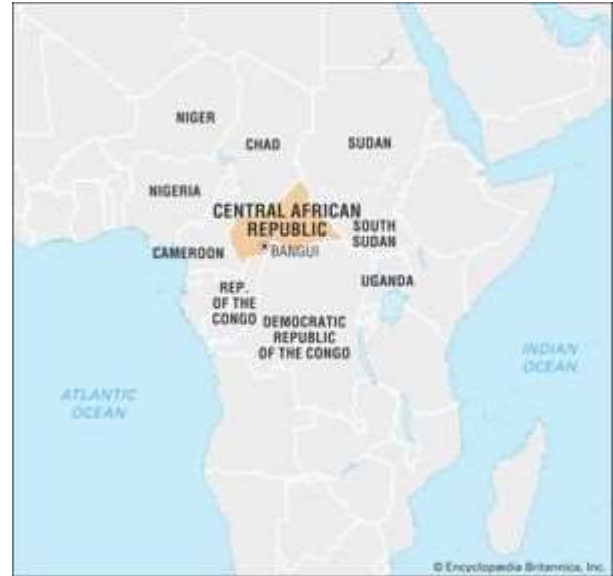 NIGER
CHAD
SUDAN
NIGERIA
CENTRAL AFRICAN
REPUBLIC
SOUTH
SUDAN
BANGUI
CAMEROON
UGANDA
REP.
OF THE
CONGO
DEMOCRATIC
REPUBLIC
OF THE CONGO
INDIAN
OCEAN
ATLANTIC
OCEAN
© Encyclopædia Britannica, Inc.